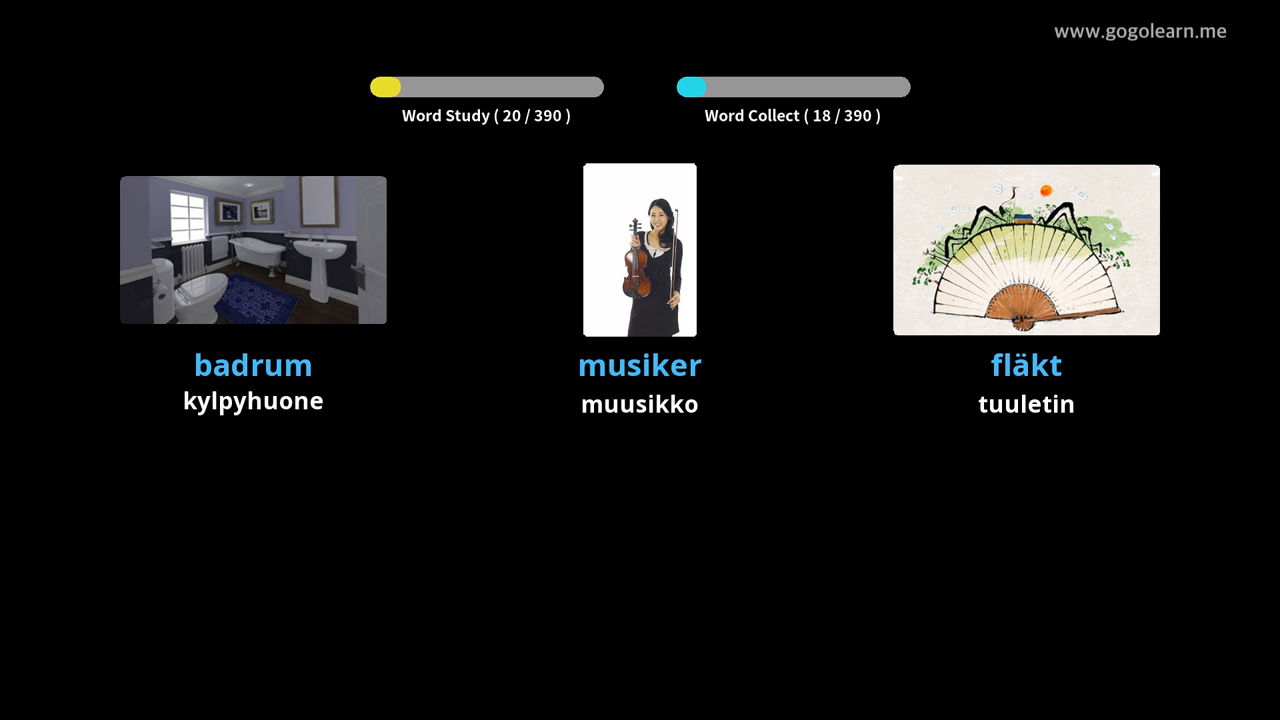 www.gogolearn.me
Word Study ( 20 / 390 )
Word Collect ( 18 / 390 )
badrum
musiker
fläkt
kylpyhuone
muusikko
tuuletin